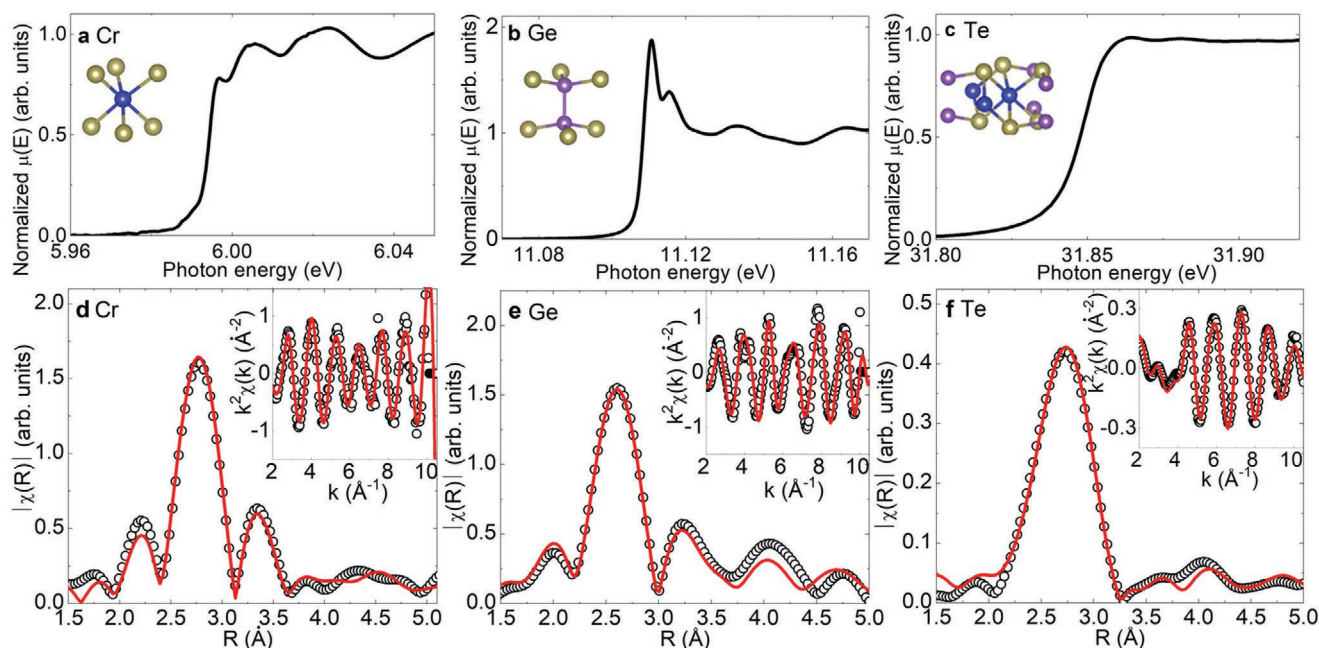 a Cr
Normalized μ(E) (arb. units)
1.0
0.5
0.0
5.96 6.00 6.04
Photon energy (eV)
b Ge
Normalized μ(E) (arb. units)
2
1
0
11.08 11.12 11.16
Photon energy (eV)
c Te
Normalized μ(E) (arb. units)
1.0
0.5
0.0
31.80 31.85 31.90
Photon energy (eV)
d Cr
|χ(R)| (arb. units)
2.0
1.5
1.0
0.5
0.0
1.5 2.0 2.5 3.0 3.5 4.0 4.5 5.0
R (Å)
k²χ(k) (Å⁻²)
1
0
-1
2 4 6 8 10
k (Å⁻¹)
e Ge
|χ(R)| (arb. units)
2.0
1.5
1.0
0.5
0.0
1.5 2.0 2.5 3.0 3.5 4.0 4.5 5.0
R (Å)
k²χ(k) (Å⁻²)
1
0
-1
2 4 6 8 10
k (Å⁻¹)
f Te
|χ(R)| (arb. units)
0.5
0.4
0.3
0.2
0.1
0.0
1.5 2.0 2.5 3.0 3.5 4.0 4.5 5.0
R (Å)
k²χ(k) (Å⁻²)
0.3
0.0
-0.3
2 4 6 8 10
k (Å⁻¹)